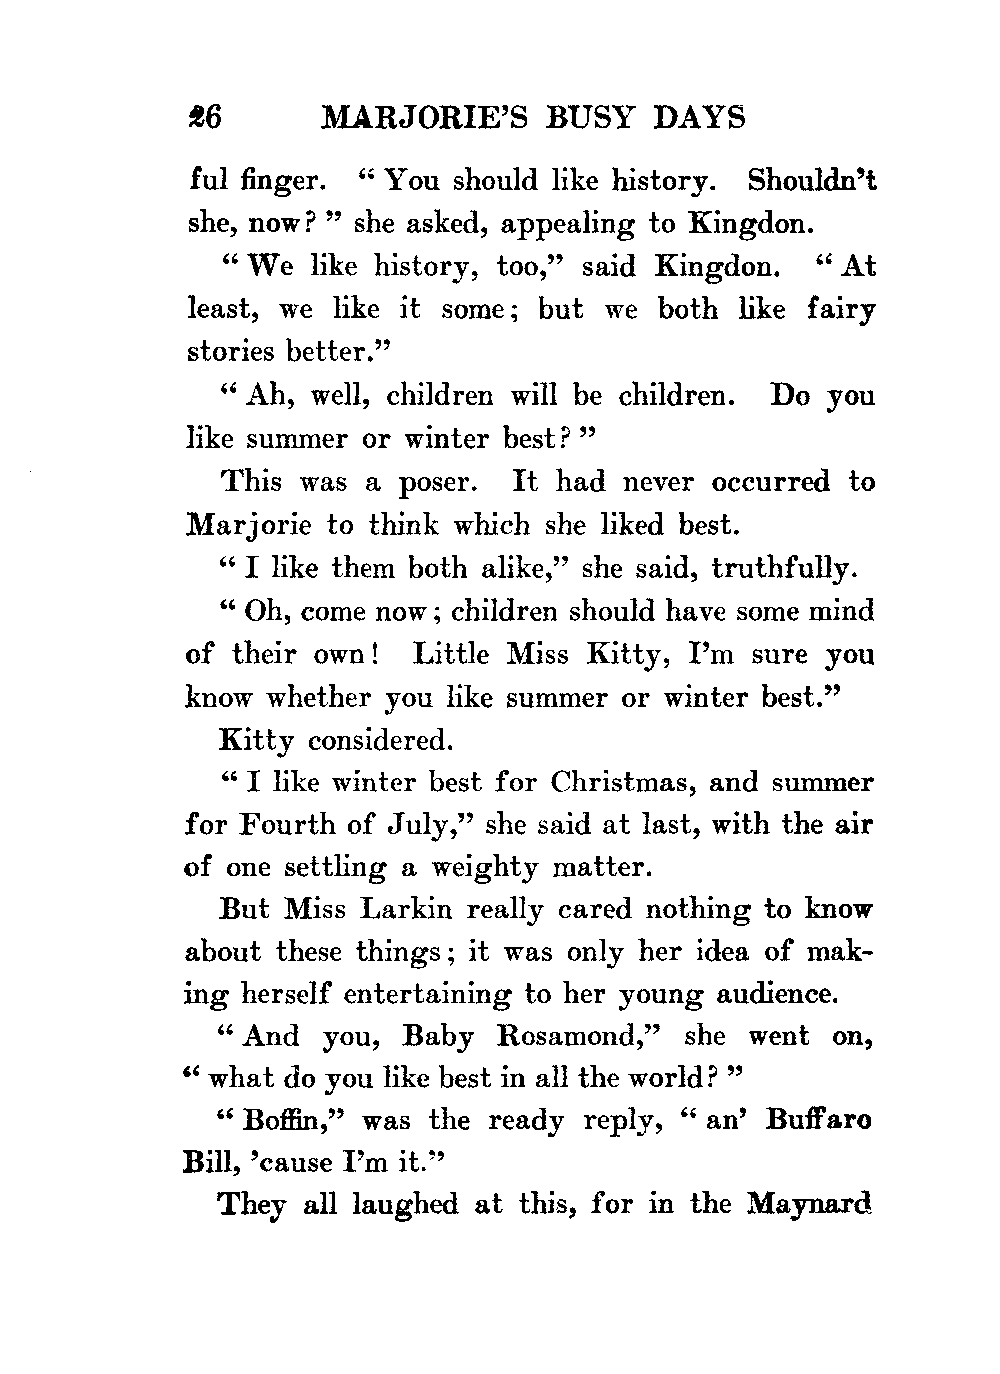 26 MARJORIE'S BUSY DAYS
ful finger. “ You should like history. Shouldn't
she, now? ” she asked, appealing to Kingdon.
“ We like history, too,” said Kingdon. “ At
least, we like it some; but we both like fairy
stories better.”
“ Ah, well, children will be children. Do you
like summer or winter best? ”
This was a poser. It had never occurred to
Marjorie to think which she liked best.
“ I like them both alike,” she said, truthfully.
“ Oh, come now; children should have some mind
of their own! Little Miss Kitty, I'm sure you
know whether you like summer or winter best.”
Kitty considered.
“ I like winter best for Christmas, and summer
for Fourth of July,” she said at last, with the air
of one settling a weighty matter.
But Miss Larkin really cared nothing to know
about these things; it was only her idea of mak-
ing herself entertaining to her young audience.
“ And you, Baby Rosamond,” she went on,
“ what do you like best in all the world? ”
“ Boffin,” was the ready reply, “ an' Buffaro
Bill, 'cause I'm it.”
They all laughed at this, for in the Maynard